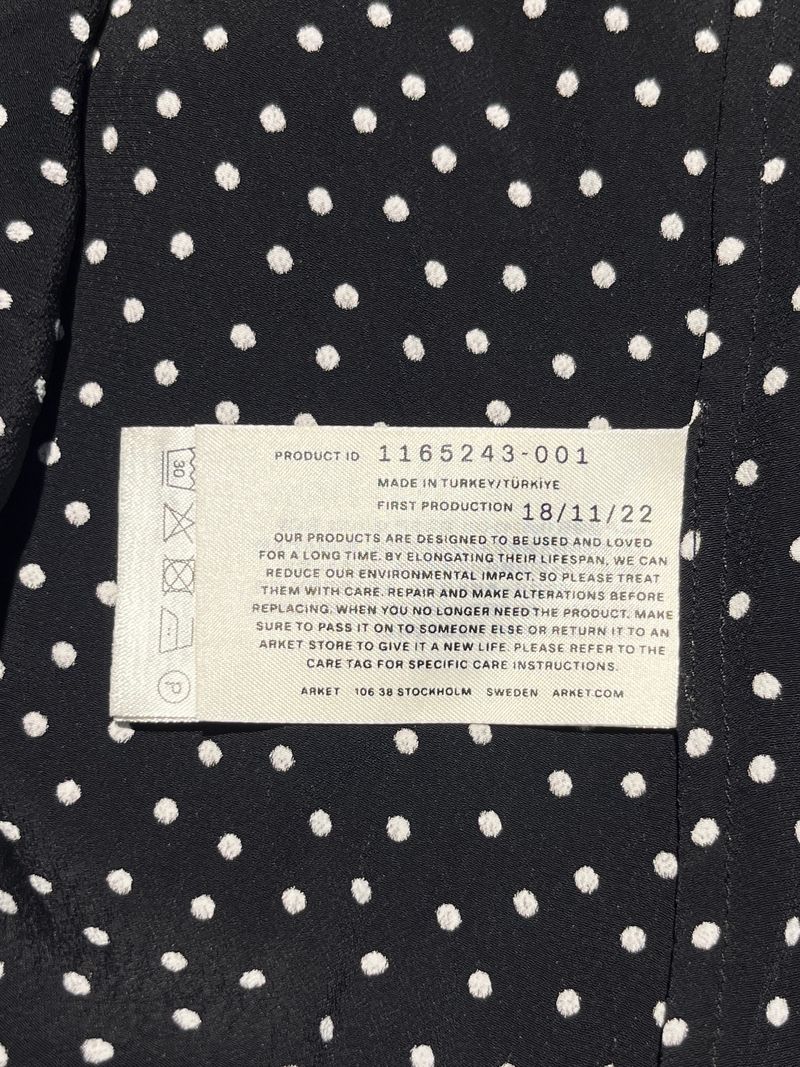 PRODUCT ID 1165243-001
MADE IN TURKEY/TÜRKİYE
FIRST PRODUCTION 18/11/22
OUR PRODUCTS ARE DESIGNED TO BE USED AND LOVED
FOR A LONG TIME. BY ELONGATING THEIR LIFESPAN, WE CAN
REDUCE OUR ENVIRONMENTAL IMPACT, SO PLEASE TREAT
THEM WITH CARE. REPAIR AND MAKE ALTERATIONS BEFORE
REPLACING. WHEN YOU NO LONGER NEED THE PRODUCT, MAKE
SURE TO PASS IT ON TO SOMEONE ELSE OR RETURN IT TO AN
ARKET STORE TO GIVE IT A NEW LIFE. PLEASE REFER TO THE
CARE TAG FOR SPECIFIC CARE INSTRUCTIONS.
ARKET 106 38 STOCKHOLM SWEDEN ARKET.COM
30
P